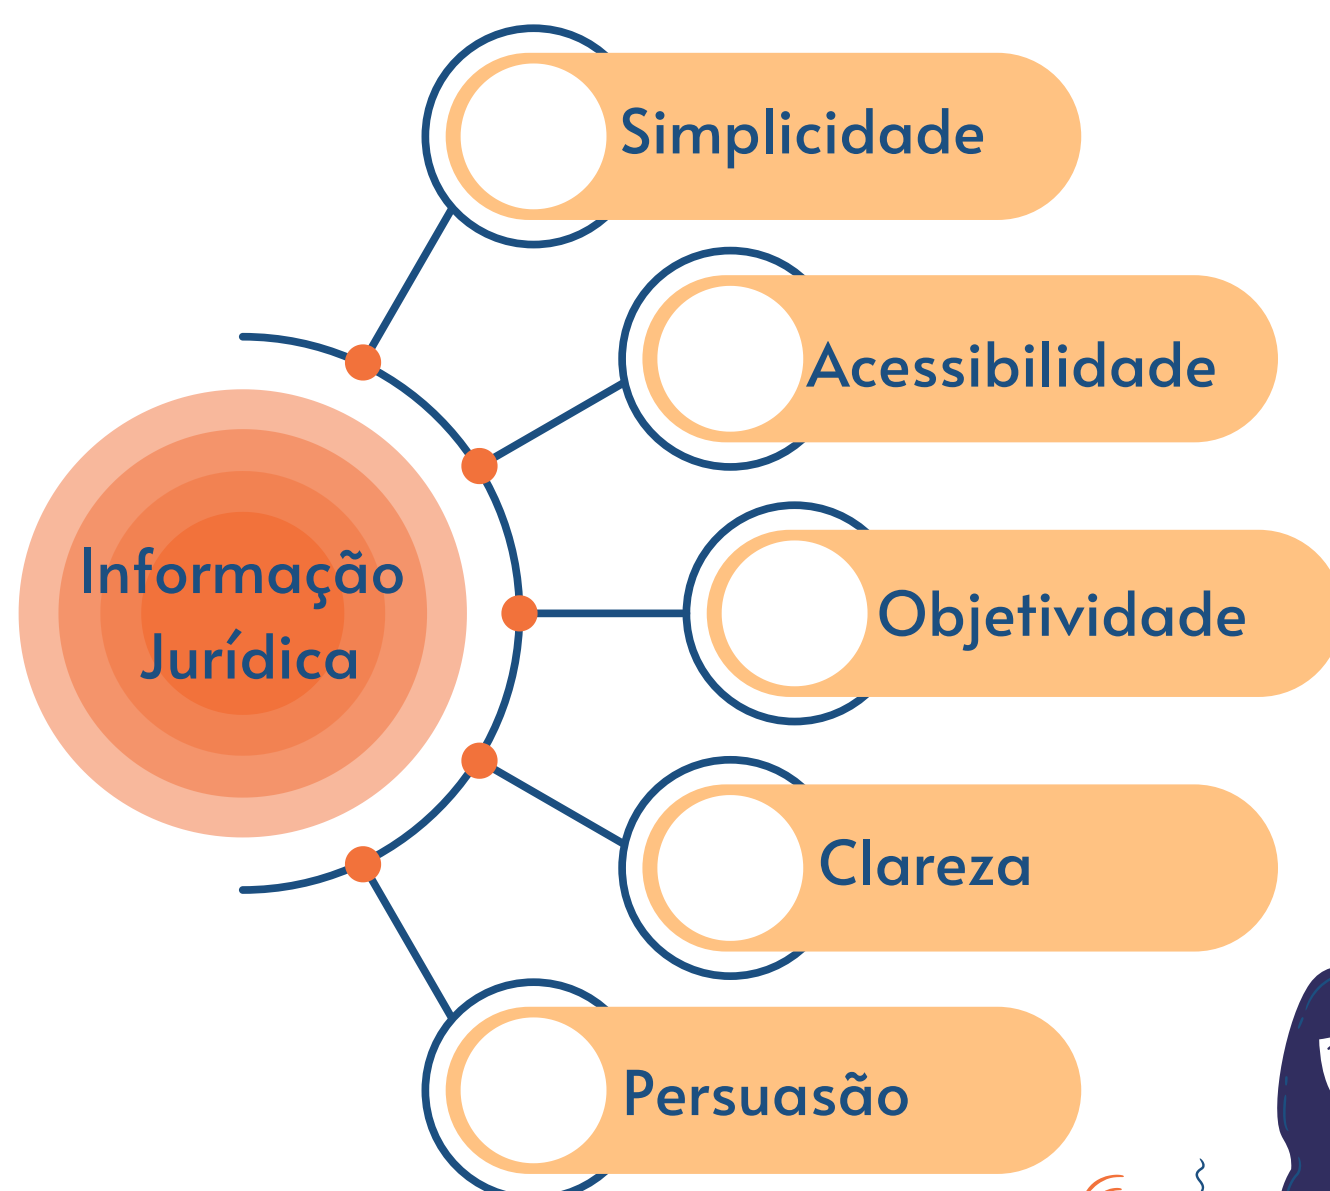 Simplicidade
Acessibilidade
Informação
Jurídica
Objetividade
Clareza
Persuasão